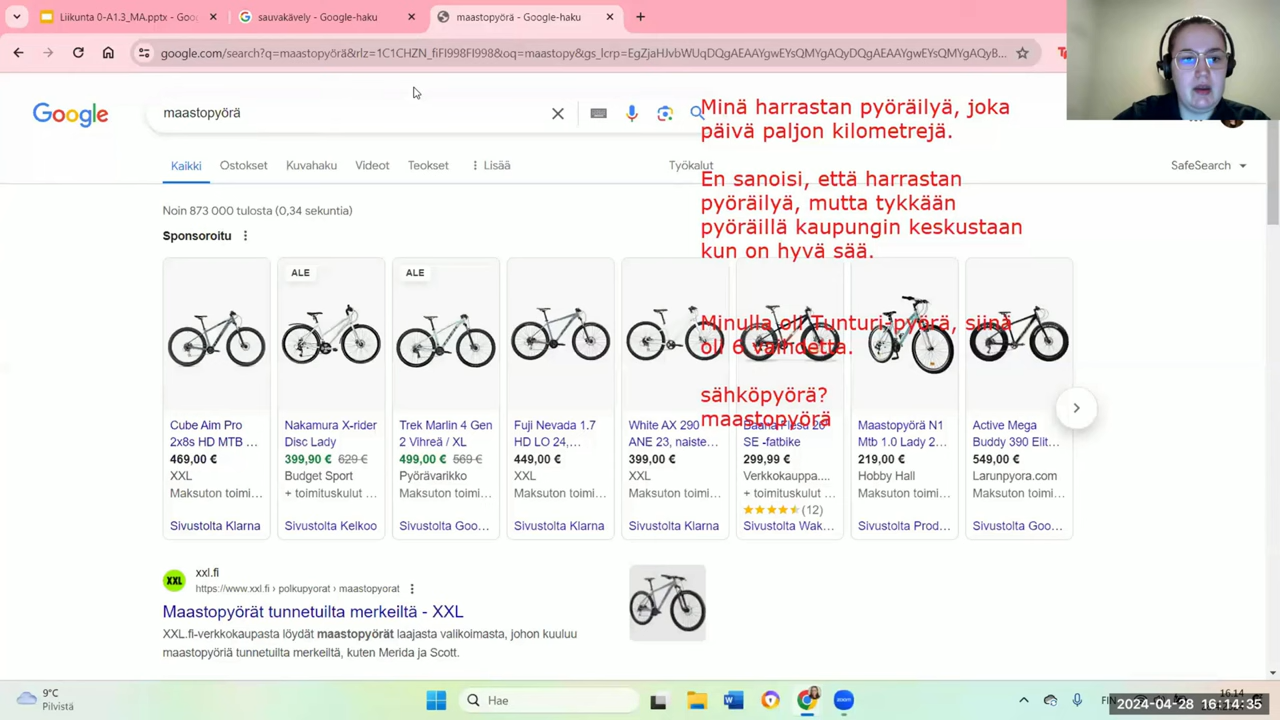 Liikunta 0-A1.3_MA.pptx - Goo
sauvakävely - Google-haku
maastopyörä - Google-haku
google.com/search?q=maastopyörä&rlz=1C1CHZN_fiFI998FI998&oq=maastopy&gs_lcrp=EgZjaHJvbWUqDQgAEAAYgwEYsQMYgAQyDQgAEAAYgwEYsQMYgAQyB...
Google
maastopyörä
Minä harrastan pyöräilyä, joka
päivä paljon kilometrejä.
Kaikki
Ostokset
Kuvahaku
Videot
Teokset
Lisää
Työkalut
SafeSearch
En sanoisi, että harrastan
pyöräilyä, mutta tykkään
pyöräillä kaupungin keskustaan
kun on hyvä sää.
Noin 873 000 tulosta (0,34 sekuntia)
Sponsoroitu
ALE
ALE
Minulla oli Tunturi-pyörä, siinä
oli 6 vaihdetta.
sähköpyörä?
maastopyörä
Cube Aim Pro
2x8s HD MTB ...
469,00 €
XXL
Maksuton toimi...
Sivustolta Klarna
Nakamura X-rider
Disc Lady
399,90 € 629 €
Budget Sport
+ toimituskulut ...
Sivustolta Kelkoo
Trek Marlin 4 Gen
2 Vihreä / XL
499,00 € 569 €
Pyörävarikko
Maksuton toimi...
Sivustolta Goo...
Fuji Nevada 1.7
HD LO 24,...
449,00 €
XXL
Maksuton toimi...
Sivustolta Klarna
White AX 290
ANE 23, naiste...
399,00 €
XXL
Maksuton toimi...
Sivustolta Klarna
20"
SE -fatbike
299,99 €
Verkkokauppa....
+ toimituskulut ...
(12)
Sivustolta Wak...
Maastopyörä N1
Mtb 1.0 Lady 2...
219,00 €
Hobby Hall
Maksuton toimi...
Sivustolta Prod...
Active Mega
Buddy 390 Elit...
549,00 €
Larunpyora.com
Maksuton toimi...
Sivustolta Goo...
XXL
xxl.fi
https://www.xxl.fi › polkupyorat › maastopyorat
Maastopyörät tunnetuilta merkeiltä - XXL
XXL.fi-verkkokaupasta löydät maastopyörät laajasta valikoimasta, johon kuuluu
maastopyöriä tunnetuilta merkeiltä, kuten Merida ja Scott.
9°C
Pilvistä
Hae
zoom
FIN
16.14
2024-04-28 16:14:35